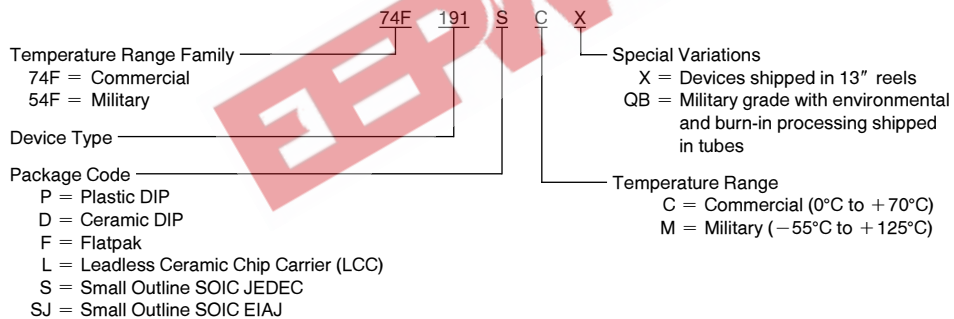 74F 191 S C X
Temperature Range Family
74F = Commercial
54F = Military
Device Type
Package Code
P = Plastic DIP
D = Ceramic DIP
F = Flatpak
L = Leadless Ceramic Chip Carrier (LCC)
S = Small Outline SOIC JEDEC
SJ = Small Outline SOIC EIAJ
Special Variations
X = Devices shipped in 13″ reels
QB = Military grade with environmental
and burn-in processing shipped
in tubes
Temperature Range
C = Commercial (0°C to +70°C)
M = Military (−55°C to +125°C)